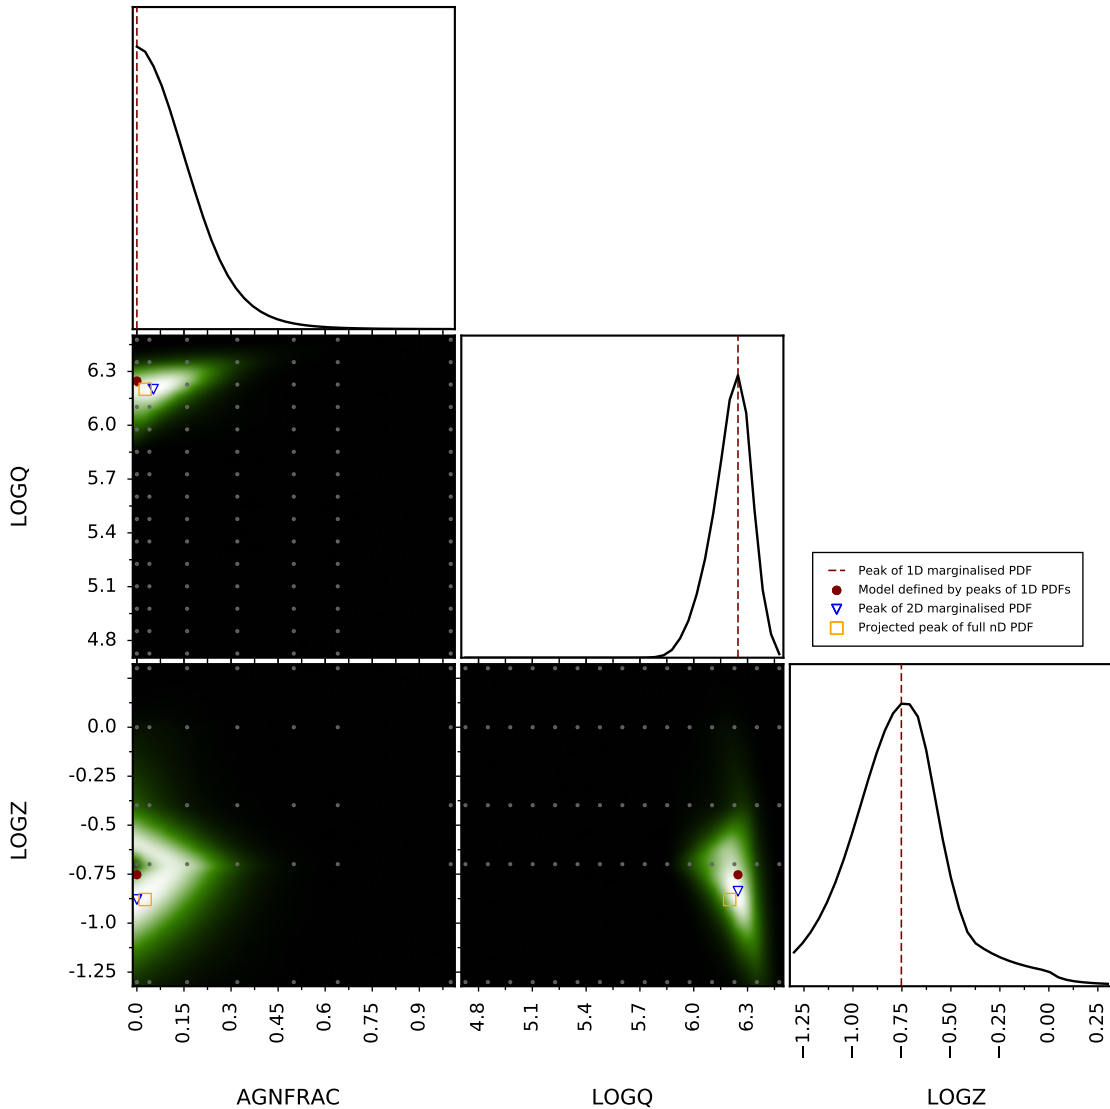 6.3
6.0
5.7
5.4
5.1
4.8
LOGQ
Peak of 1D marginalised PDF
Model defined by peaks of 1D PDFs
Peak of 2D marginalised PDF
Projected peak of full nD PDF
0.0
-0.25
-0.5
-0.75
-1.0
-1.25
LOGZ
0.0 0.15 0.3 0.45 0.6 0.75 0.9
4.8 5.1 5.4 5.7 6.0 6.3
−1.25 −1.00 −0.75 −0.50 −0.25 0.00 0.25
AGNFRAC
LOGQ
LOGZ